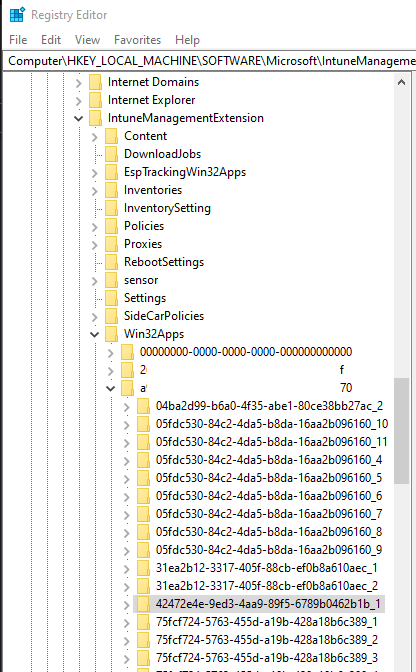 Registry Editor
File Edit View Favorites Help
Computer\HKEY_LOCAL_MACHINE\SOFTWARE\Microsoft\IntuneManageme
Internet Domains
Internet Explorer
IntuneManagementExtension
Content
DownloadJobs
EspTrackingWin32Apps
Inventories
InventorySetting
Policies
Proxies
RebootSettings
sensor
Settings
SideCarPolicies
Win32Apps
00000000-0000-0000-0000-000000000000
2 f
a 70
04ba2d99-b6a0-4f35-abe1-80ce38bb27ac_2
05fdc530-84c2-4da5-b8da-16aa2b096160_10
05fdc530-84c2-4da5-b8da-16aa2b096160_11
05fdc530-84c2-4da5-b8da-16aa2b096160_4
05fdc530-84c2-4da5-b8da-16aa2b096160_5
05fdc530-84c2-4da5-b8da-16aa2b096160_6
05fdc530-84c2-4da5-b8da-16aa2b096160_7
05fdc530-84c2-4da5-b8da-16aa2b096160_8
05fdc530-84c2-4da5-b8da-16aa2b096160_9
31ea2b12-3317-405f-88cb-ef0b8a610aec_1
31ea2b12-3317-405f-88cb-ef0b8a610aec_2
42472e4e-9ed3-4aa9-89f5-6789b0462b1b_1
75fcf724-5763-455d-a19b-428a18b6c389_1
75fcf724-5763-455d-a19b-428a18b6c389_2
75fcf724-5763-455d-a19b-428a18b6c389_3